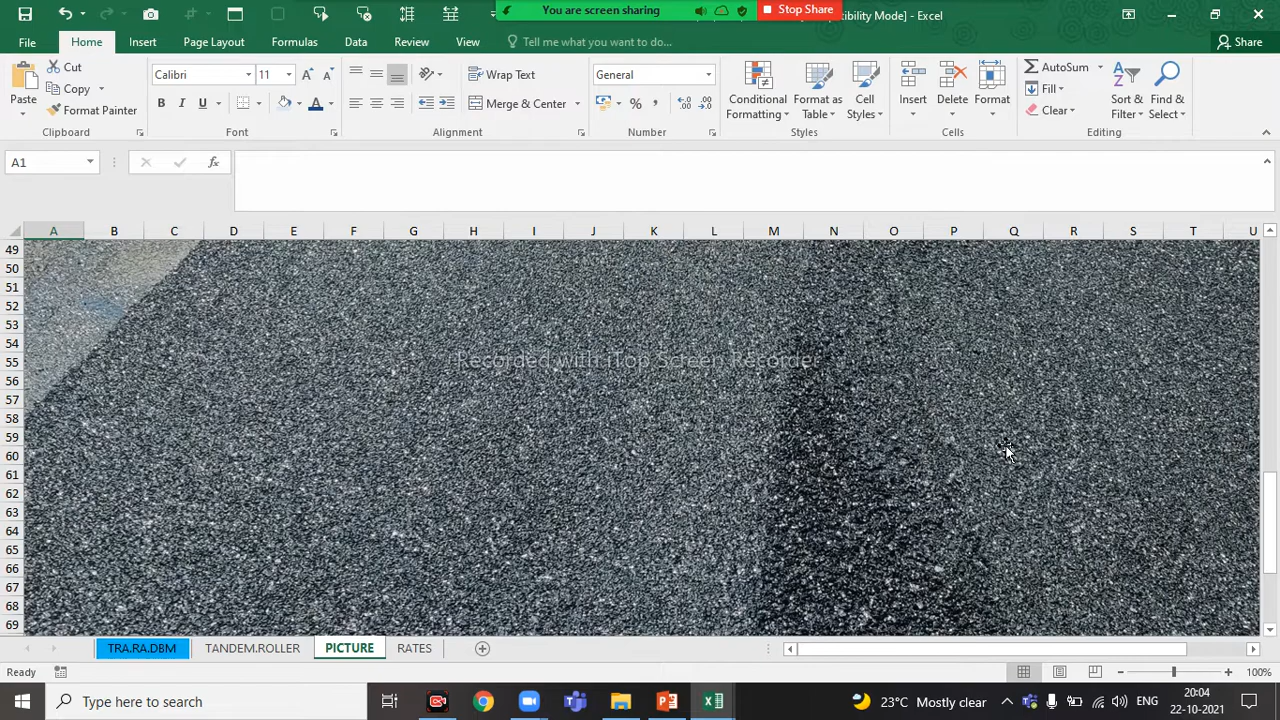 You are screen sharing
Stop Share
patibility Mode] - Excel
File Home Insert Page Layout Formulas Data Review View Tell me what you want to do... Share
Paste
Cut
Copy
Format Painter
Calibri 11
B I U
Wrap Text
Merge & Center
General
Conditional Formatting
Format as Table
Cell Styles
Insert Delete Format
AutoSum
Fill
Clear
Sort & Filter
Find & Select
Clipboard Font Alignment Number Styles Cells Editing
A1 fx
A B C D E F G H I J K L M N O P Q R S T U
49
50
51
52
53
54
55
56
57
58
59
60
61
62
63
64
65
66
67
68
69
Recorded with iTop Screen Recorder
TRA.RA.DBM TANDEM.ROLLER PICTURE RATES
Ready 100%
Type here to search
23°C Mostly clear
ENG
20:04
22-10-2021